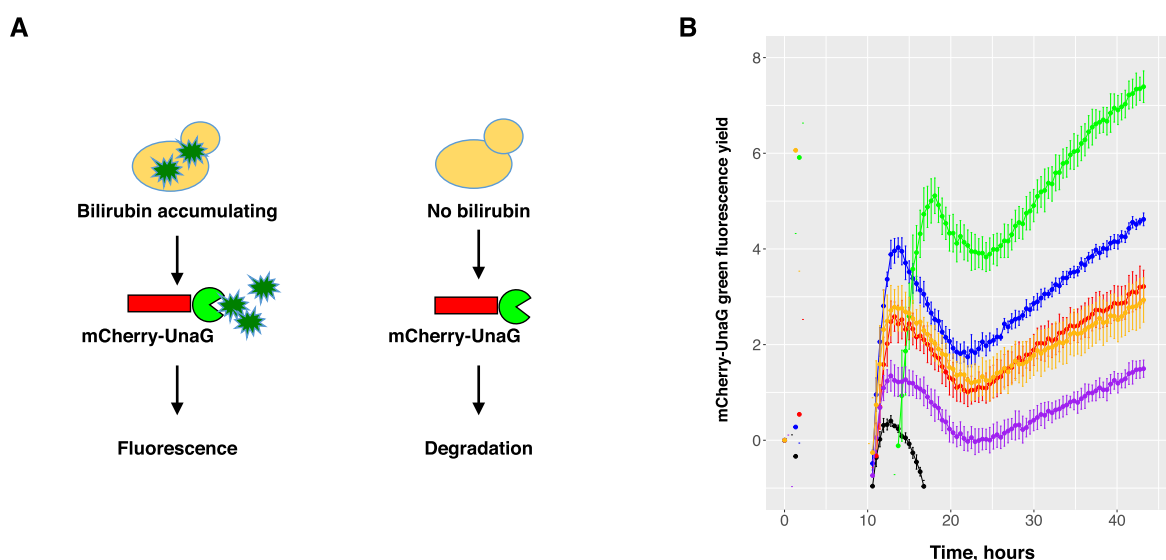 A
Bilirubin accumulating
No bilirubin
mCherry-UnaG
mCherry-UnaG
Fluorescence
Degradation
B
mCherry-UnaG green fluorescence yield
8
6
4
2
0
0 10 20 30 40
Time, hours